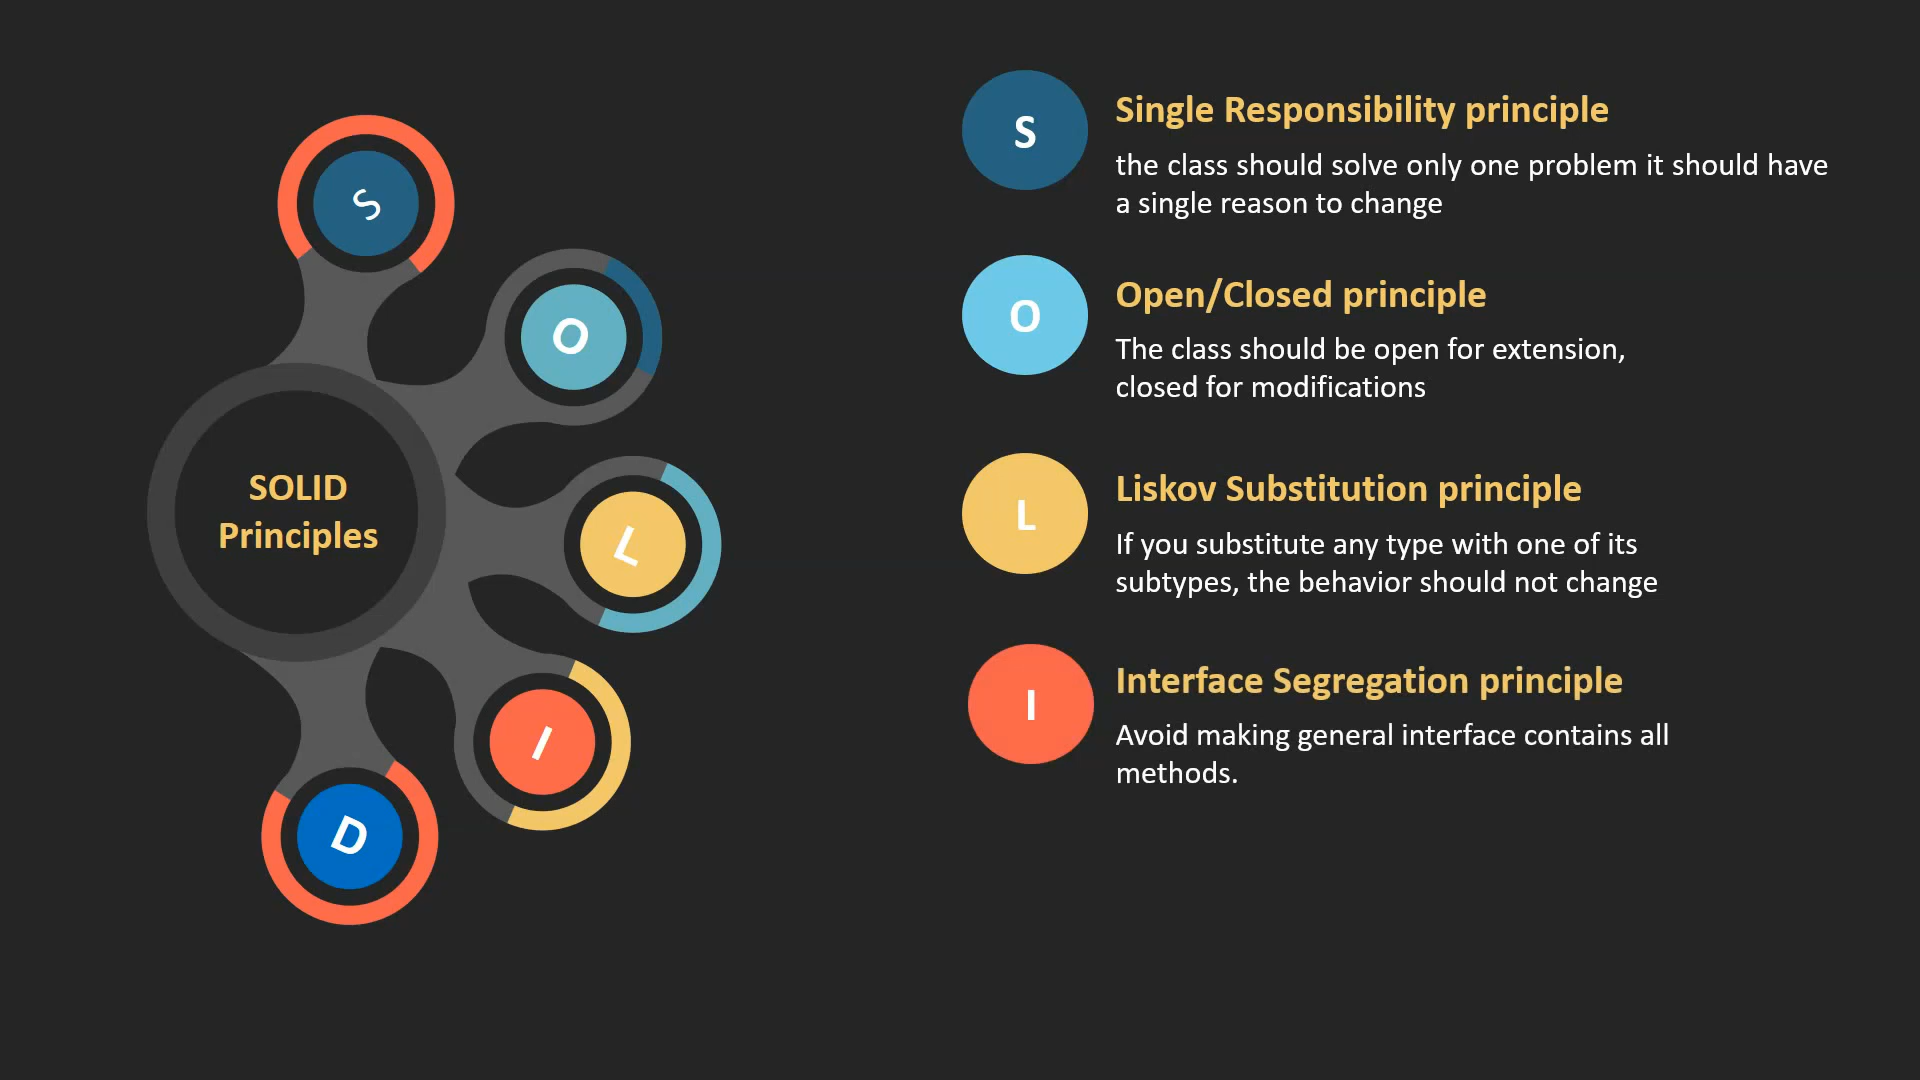 S
O
L
I
D
SOLID
Principles
S
Single Responsibility principle
the class should solve only one problem it should have
a single reason to change
O
Open/Closed principle
The class should be open for extension,
closed for modifications
L
Liskov Substitution principle
If you substitute any type with one of its
subtypes, the behavior should not change
I
Interface Segregation principle
Avoid making general interface contains all
methods.